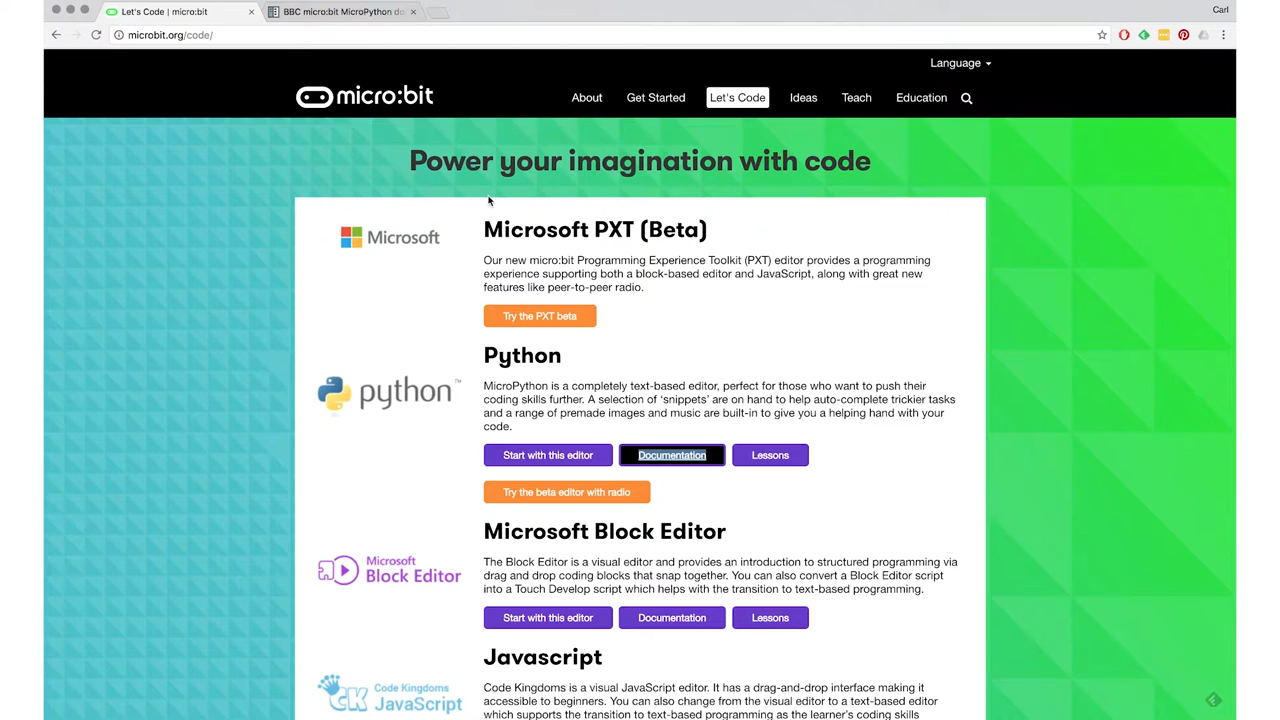 Let's Code | micro:bit
BBC micro:bit MicroPython do
Carl
microbit.org/code/
Language
micro:bit
About Get Started Let's Code Ideas Teach Education
Power your imagination with code
Microsoft
Microsoft PXT (Beta)
Our new micro:bit Programming Experience Toolkit (PXT) editor provides a programming
experience supporting both a block-based editor and JavaScript, along with great new
features like peer-to-peer radio.
Try the PXT beta
python™
Python
MicroPython is a completely text-based editor, perfect for those who want to push their
coding skills further. A selection of ‘snippets’ are on hand to help auto-complete trickier tasks
and a range of premade images and music are built-in to give you a helping hand with your
code.
Start with this editor Documentation Lessons
Try the beta editor with radio
Microsoft
Block Editor
Microsoft Block Editor
The Block Editor is a visual editor and provides an introduction to structured programming via
drag and drop coding blocks that snap together. You can also convert a Block Editor script
into a Touch Develop script which helps with the transition to text-based programming.
Start with this editor Documentation Lessons
CK
Code Kingdoms
JavaScript
Javascript
Code Kingdoms is a visual JavaScript editor. It has a drag-and-drop interface making it
accessible to beginners. You can also change from the visual editor to a text-based editor
which supports the transition to text-based programming as the learner's coding skills